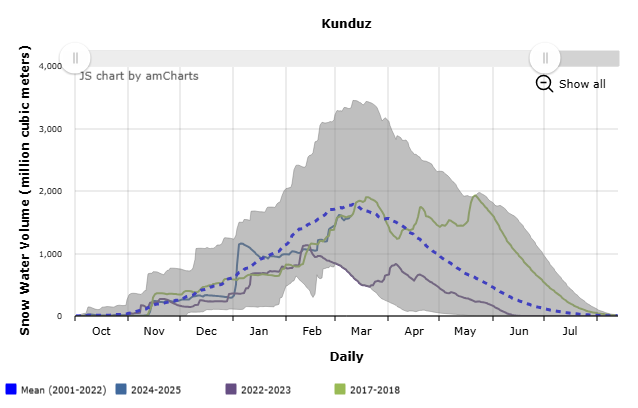 Kunduz
Snow Water Volume (million cubic meters)
4,000
3,000
2,000
1,000
0
JS chart by amCharts
Show all
Oct Nov Dec Jan Feb Mar Apr May Jun Jul
Daily
Mean (2001-2022) 2024-2025 2022-2023 2017-2018